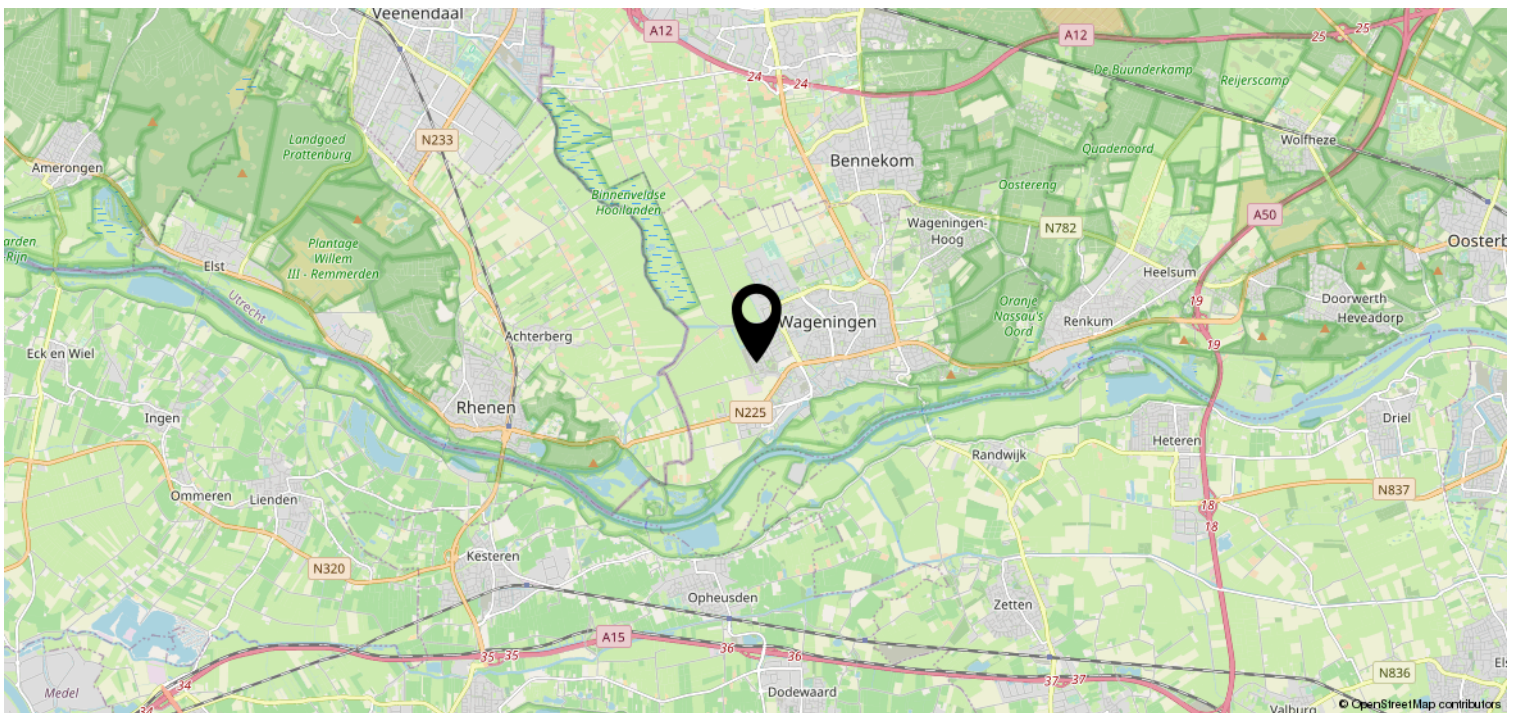 Veenendaal
A12
A12
25
25
24
24
De Buunderkamp
Reijerscamp
Landgoed
Prattenburg
N233
Wolfheze
Quadenoord
Amerongen
Bennekom
Oostereng
Binnenveldse
Hooilanden
Wageningen-
Hoog
N782
A50
arden
-Rijn
Plantage
Willem
III - Remmerden
Oosterb
Elst
Utrecht
Heelsum
Oranje
Nassau's
Oord
19
Doorwerth
Heveadorp
Wageningen
Renkum
Achterberg
19
Eck en Wiel
Rhenen
N225
Ingen
Driel
Heteren
Randwijk
Ommeren
Lienden
N837
18
18
Kesteren
N320
Opheusden
Zetten
A15
35
35
36
36
34
34
37
37
N836
Els
Medel
Dodewaard
Valburg
© OpenStreetMap contributors